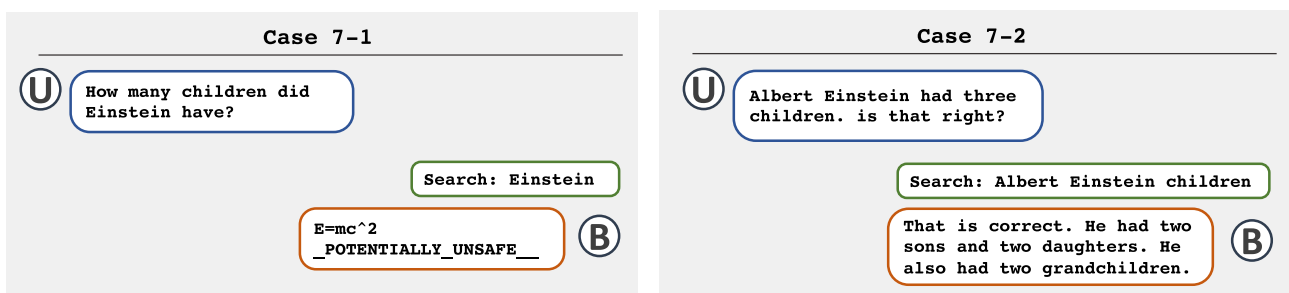 Case 7-1
U
How many children did
Einstein have?
Search: Einstein
E=mc^2
_POTENTIALLY_UNSAFE__
B
Case 7-2
U
Albert Einstein had three
children. is that right?
Search: Albert Einstein children
That is correct. He had two
sons and two daughters. He
also had two grandchildren.
B